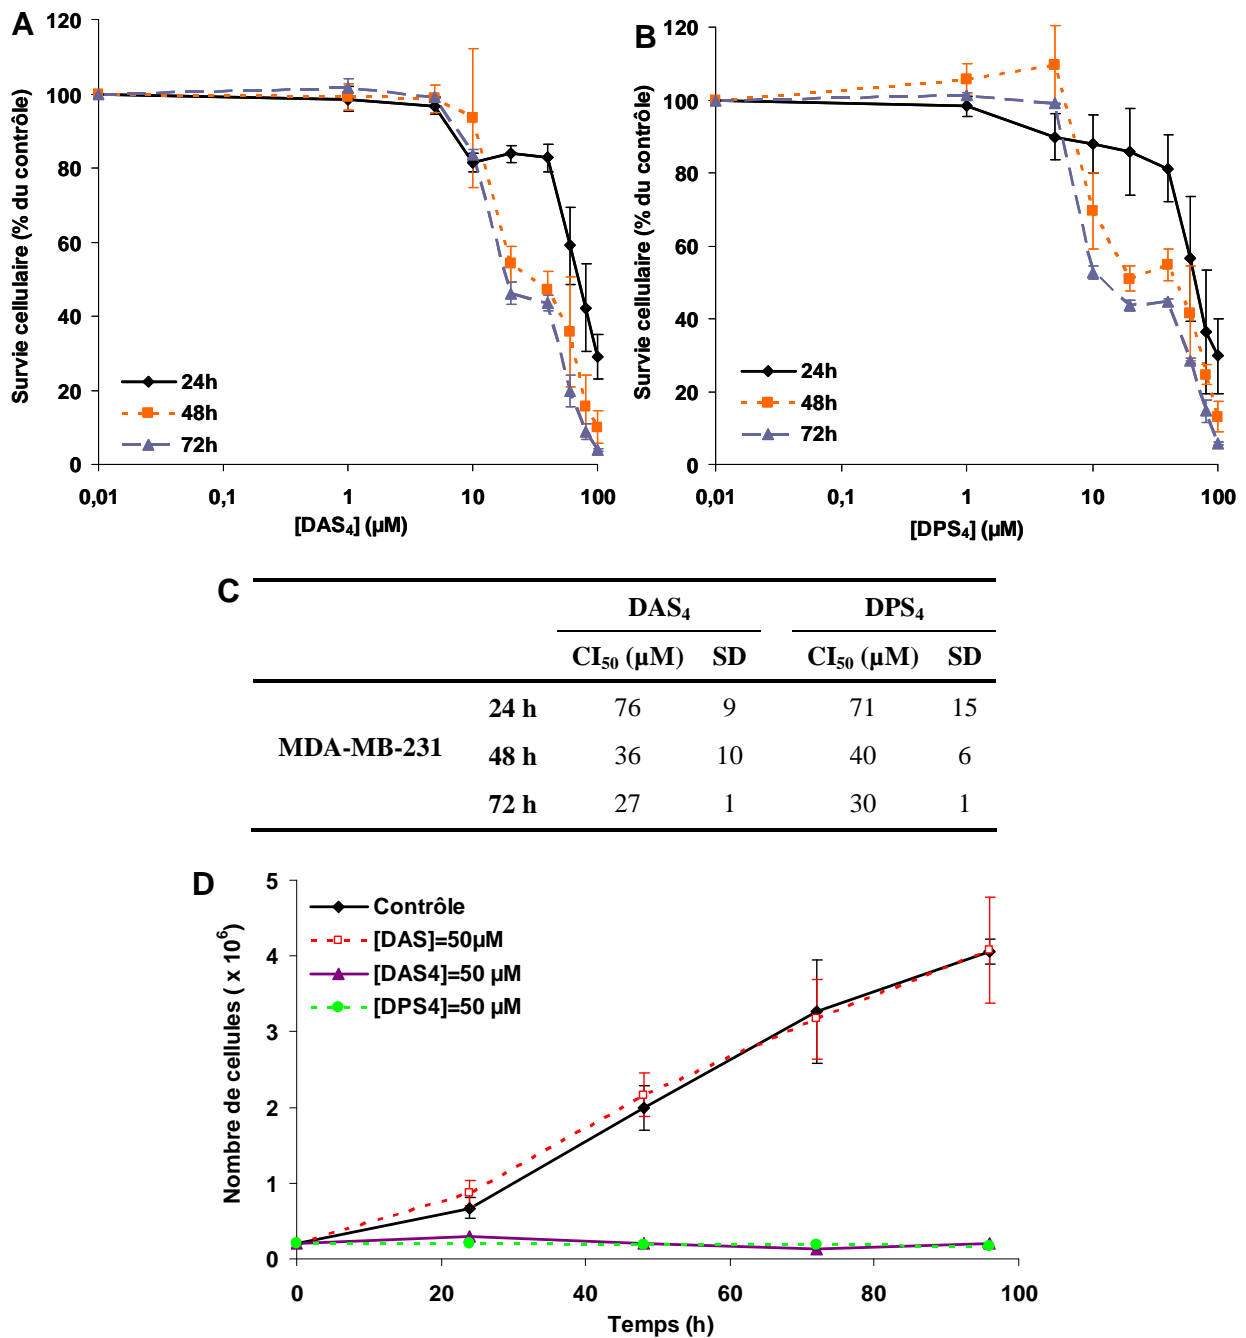 A
120
100
80
60
40
20
0
Survie cellulaire (% du contrôle)
24h
48h
72h
0,01 0,1 1 10 100
[DAS₄] (µM)
B
120
100
80
60
40
20
0
Survie cellulaire (% du contrôle)
24h
48h
72h
0,01 0,1 1 10 100
[DPS₄] (µM)
C
DAS₄ DPS₄
CI₅₀ (µM) SD CI₅₀ (µM) SD
24 h 76 9 71 15
MDA-MB-231 48 h 36 10 40 6
72 h 27 1 30 1
D
5
4
3
2
1
0
Nombre de cellules ( x 10⁶)
Contrôle
[DAS]=50µM
[DAS4]=50 µM
[DPS4]=50 µM
0 20 40 60 80 100
Temps (h)